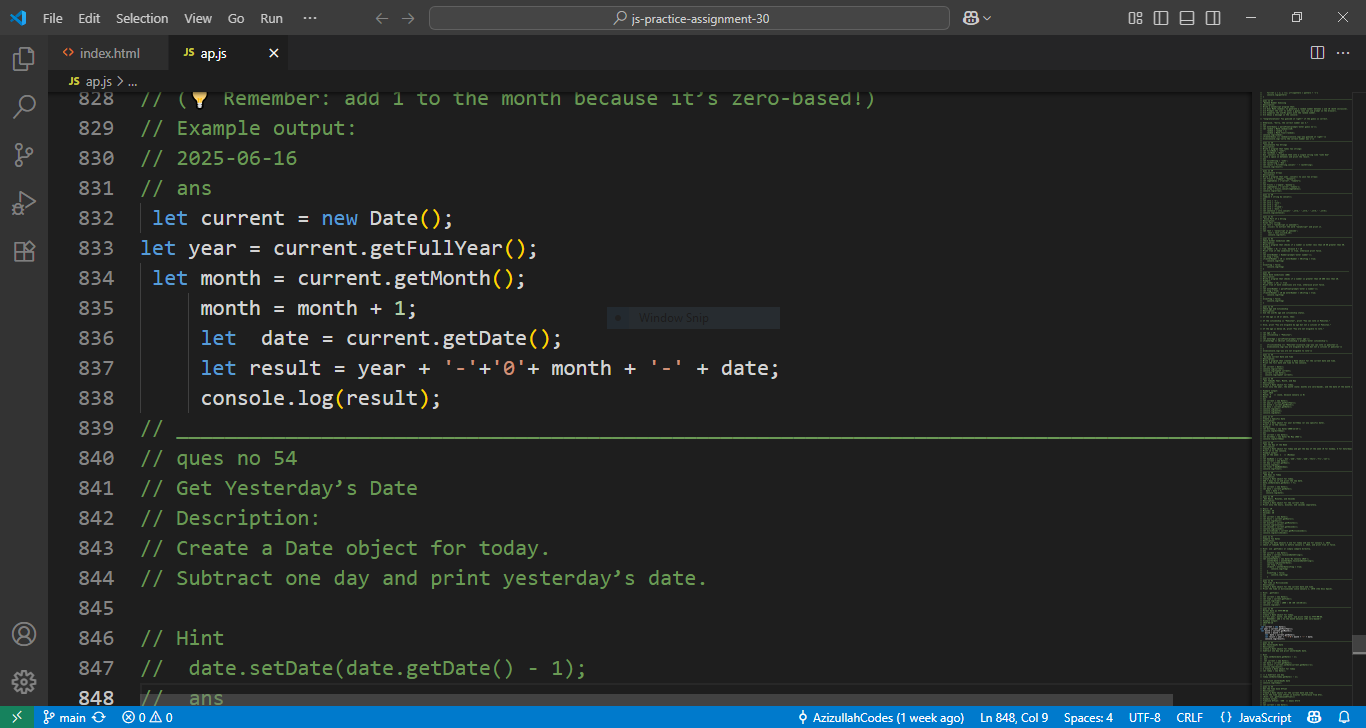 File Edit Selection View Go Run ··· js-practice-assignment-30
index.html JS ap.js
JS ap.js > ...
828 // (💡 Remember: add 1 to the month because it’s zero-based!)
829 // Example output:
830 // 2025-06-16
831 // ans
832 let current = new Date();
833 let year = current.getFullYear();
834 let month = current.getMonth();
835 month = month + 1;
Window Snip
836 let  date = current.getDate();
837 let result = year + '-'+'0'+ month + '-' + date;
838 console.log(result);
839 // ______________________________________________________________________________________________
840 // ques no 54
841 // Get Yesterday’s Date
842 // Description:
843 // Create a Date object for today.
844 // Subtract one day and print yesterday’s date.
845
846 // Hint
847 //  date.setDate(date.getDate() - 1);
848 //  ans
main 0 0 AzizullahCodes (1 week ago) Ln 848, Col 9 Spaces: 4 UTF-8 CRLF {} JavaScript